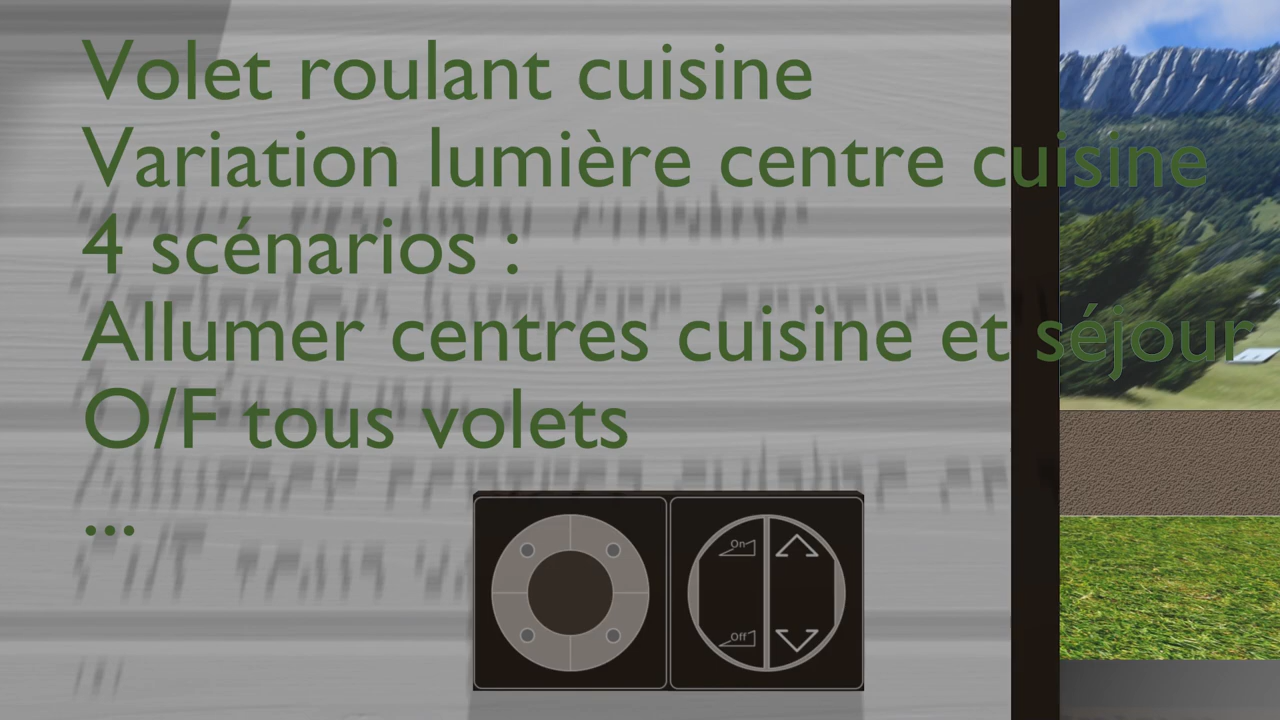 Volet roulant cuisine
Variation lumière centre cuisine
4 scénarios :
Allumer centres cuisine et séjour
O/F tous volets
...
On
Off